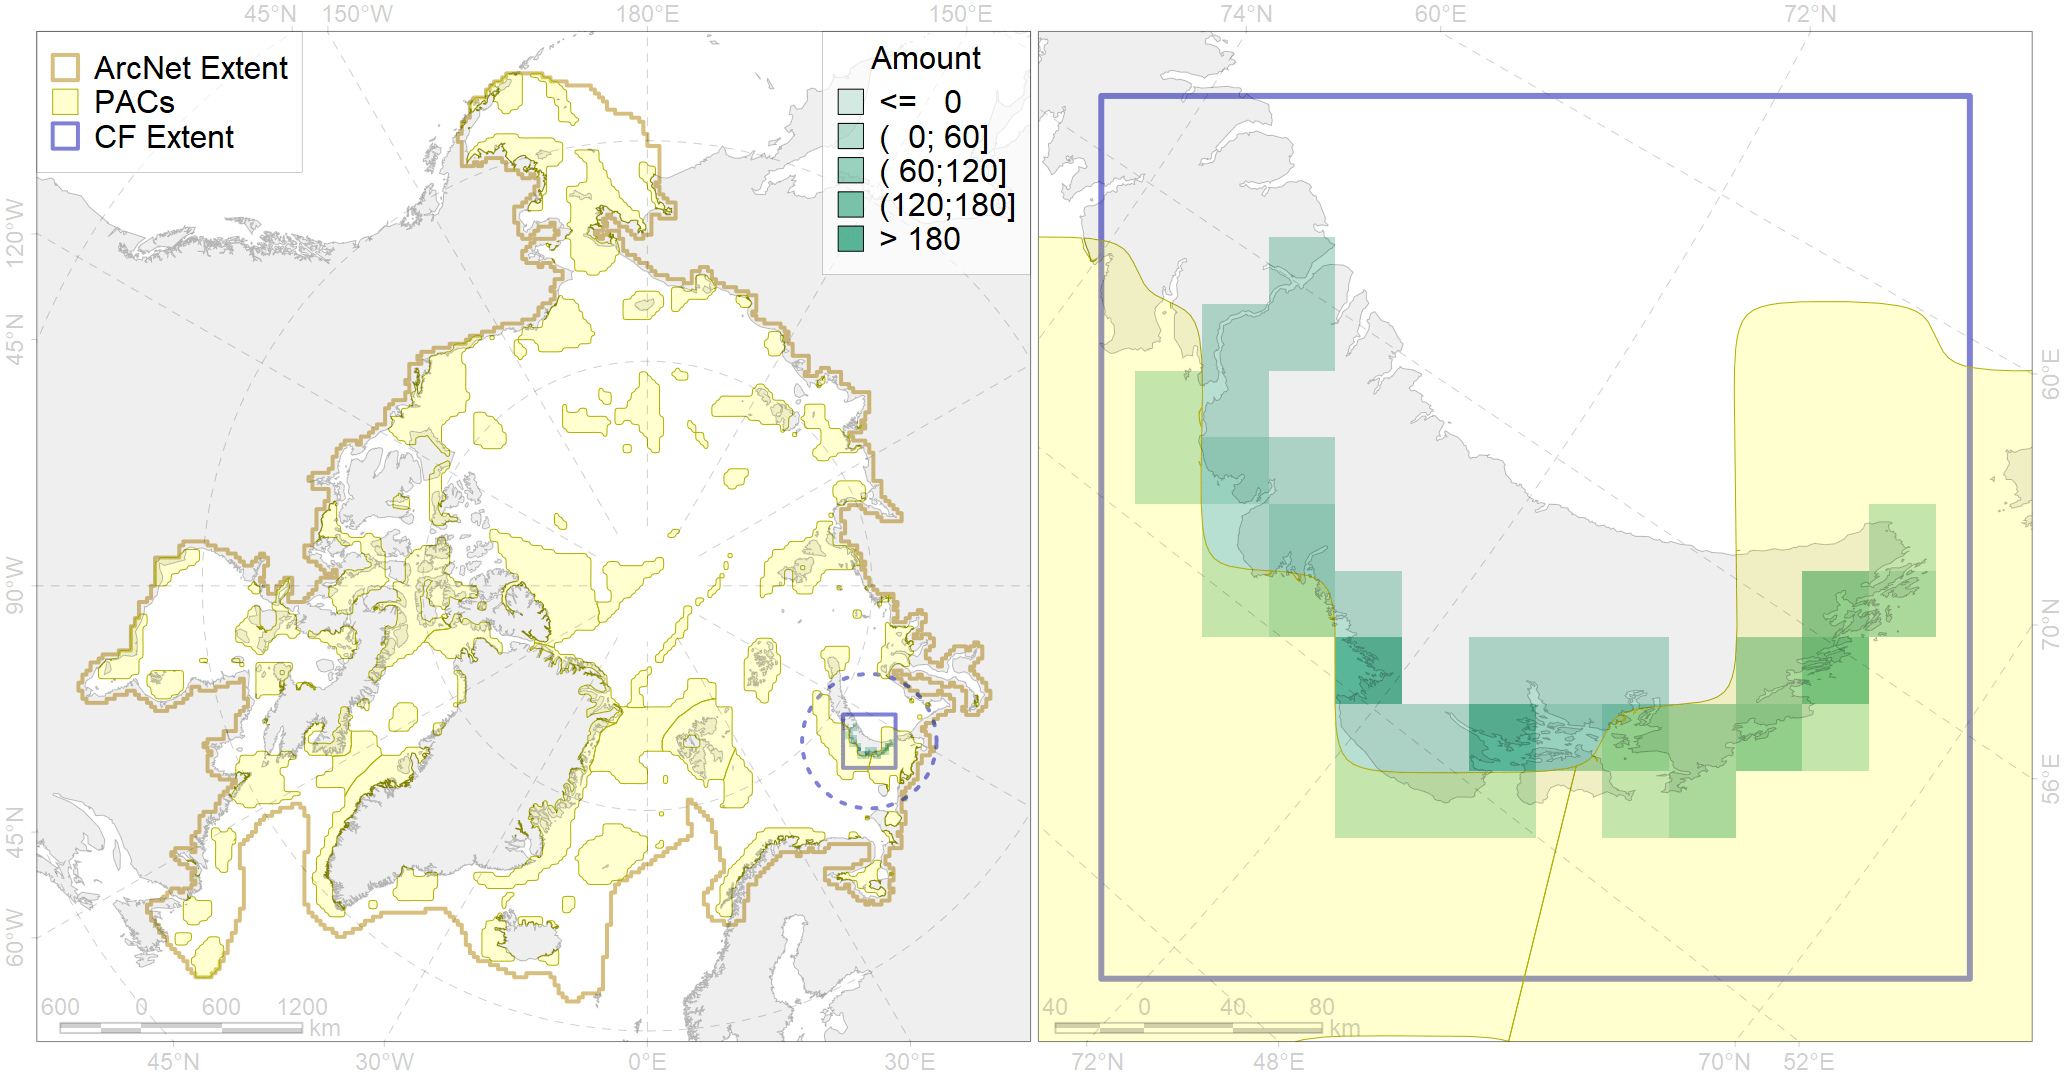 45°N 150°W 180°E 150°E 74°N 60°E 72°N
ArcNet Extent
PACs
CF Extent
Amount
<= 0
( 0; 60]
( 60;120]
(120;180]
> 180
120°W
45°N
90°W
45°N
60°W
60°E
70°N
56°E
600 0 600 1200
km
40 0 40 80
km
45°N 30°W 0°E 30°E 72°N 48°E 70°N 52°E